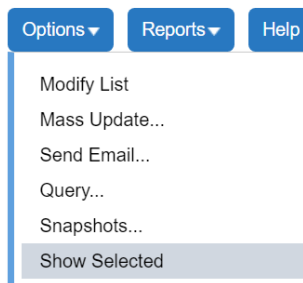 Options Reports Help
Modify List
Mass Update...
Send Email...
Query...
Snapshots...
Show Selected